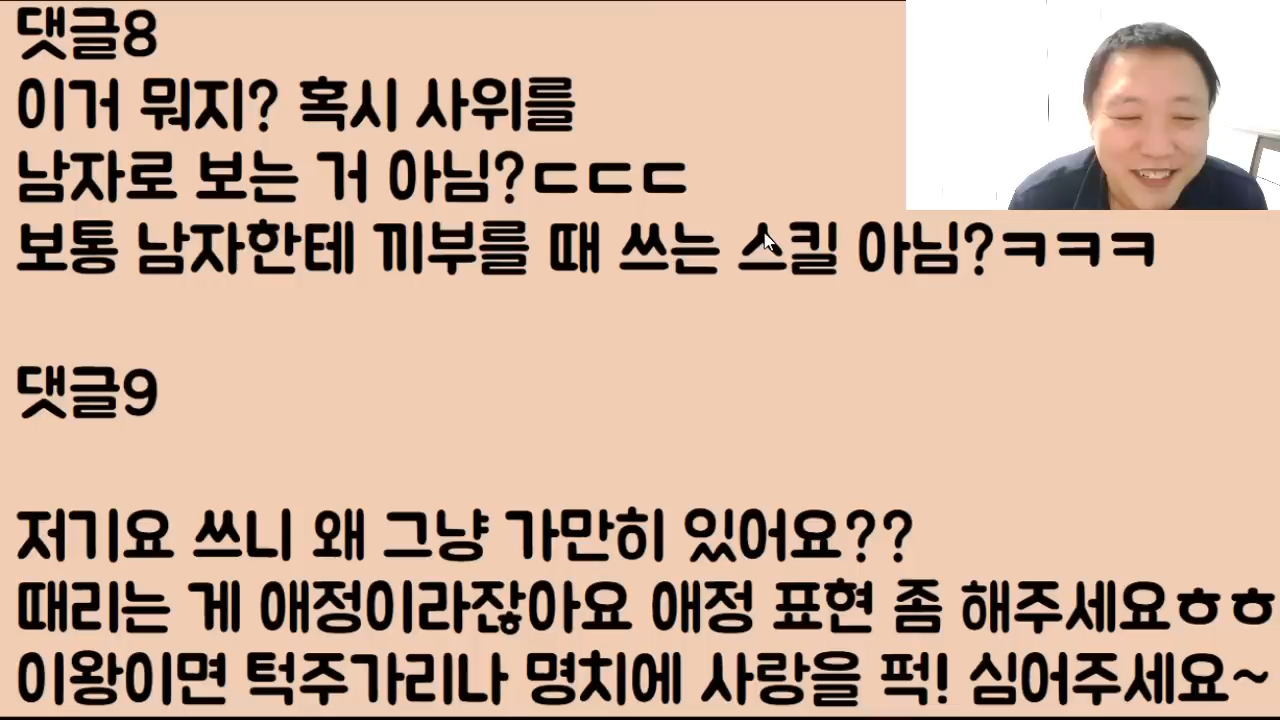 댓글8
이거 뭐지? 혹시 사위를
남자로 보는 거 아님?ㄷㄷㄷ
보통 남자한테 끼부를 때 쓰는 스킬 아님?ㅋㅋㅋ
댓글9
저기요 쓰니 왜 그냥 가만히 있어요??
때리는 게 애정이라잖아요 애정 표현 좀 해주세요ㅎㅎ
이왕이면 턱주가리나 명치에 사랑을 퍽! 심어주세요~